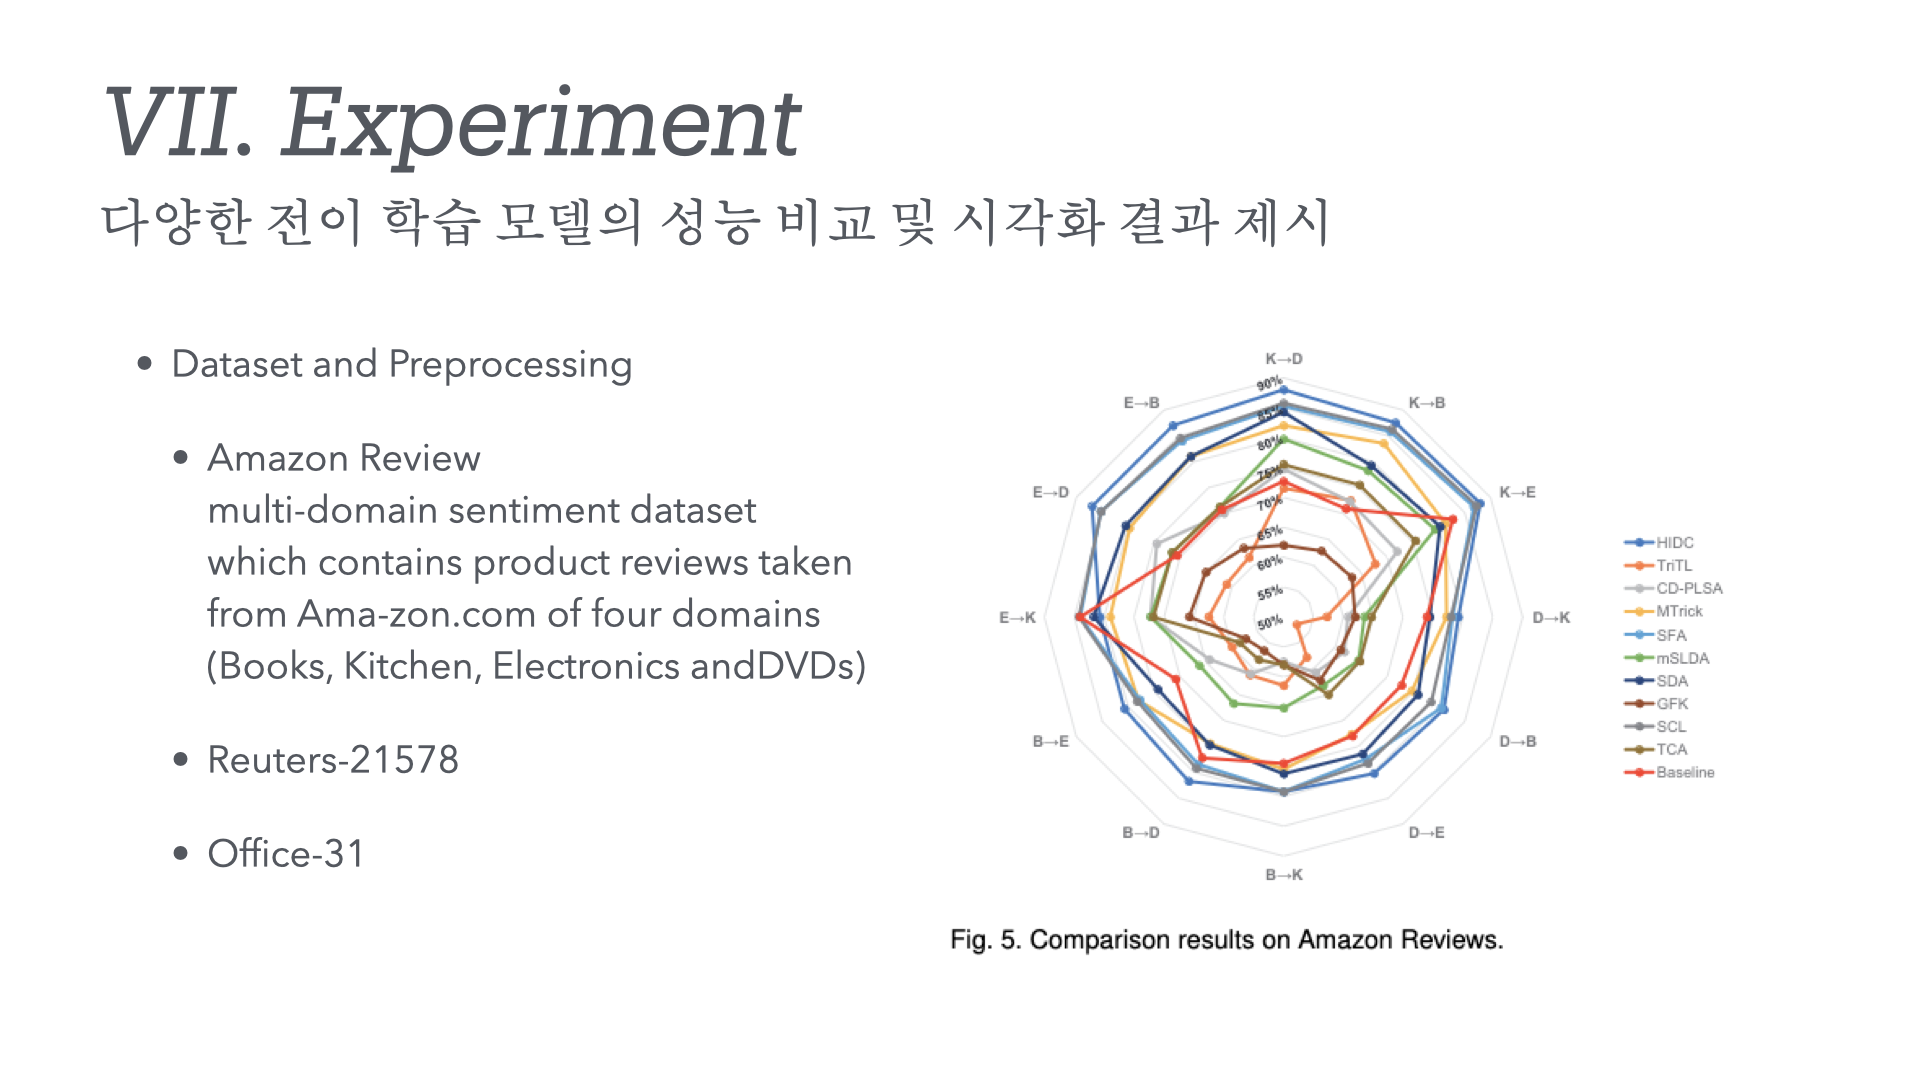 VII. Experiment
다양한 전이 학습 모델의 성능 비교 및 시각화 결과 제시
• Dataset and Preprocessing
• Amazon Review
multi-domain sentiment dataset
which contains product reviews taken
from Ama-zon.com of four domains
(Books, Kitchen, Electronics andDVDs)
• Reuters-21578
• Office-31
K→D
K→B
K→E
D→K
D→B
D→E
B→K
B→D
B→E
E→K
E→D
E→B
90%
85%
80%
75%
70%
65%
60%
55%
50%
HIDC
TriTL
CD-PLSA
MTrick
SFA
mSLDA
SDA
GFK
SCL
TCA
Baseline
Fig. 5. Comparison results on Amazon Reviews.